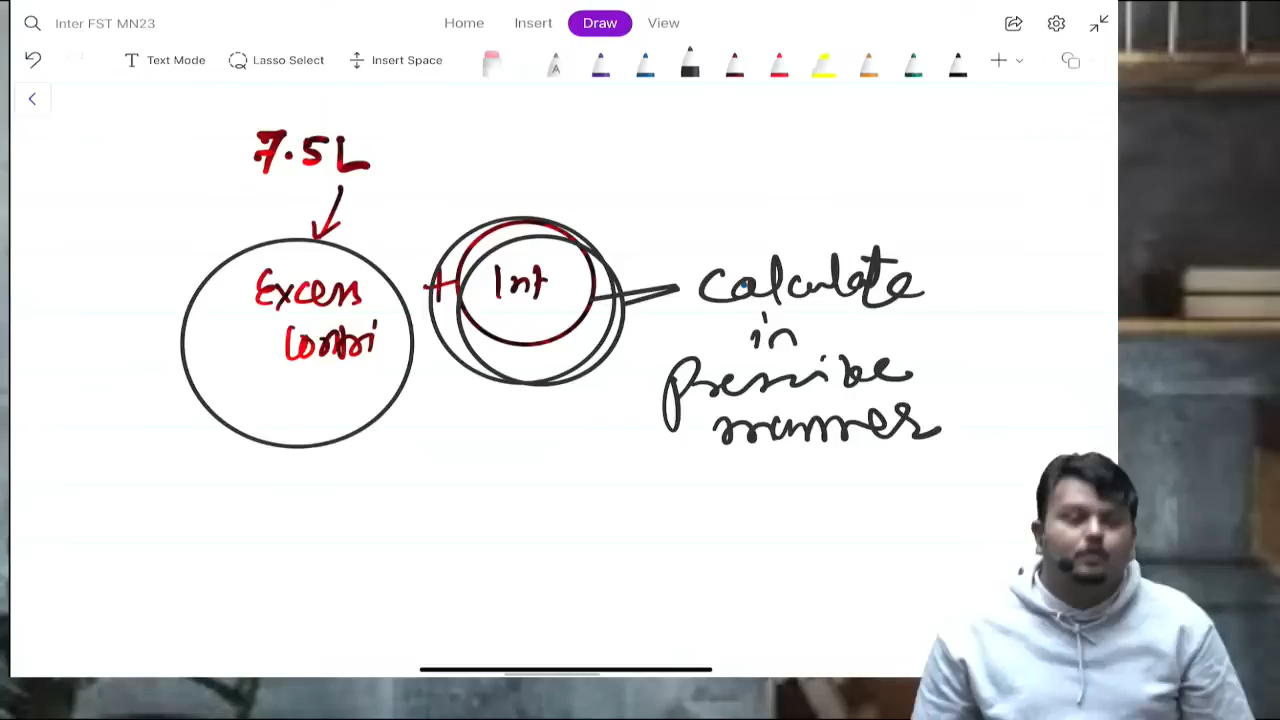 Inter FST MN23
Home Insert Draw View
Text Mode Lasso Select Insert Space
7.5L
Excess
Contri
+ Int
calculate
in
Prescribe
manner